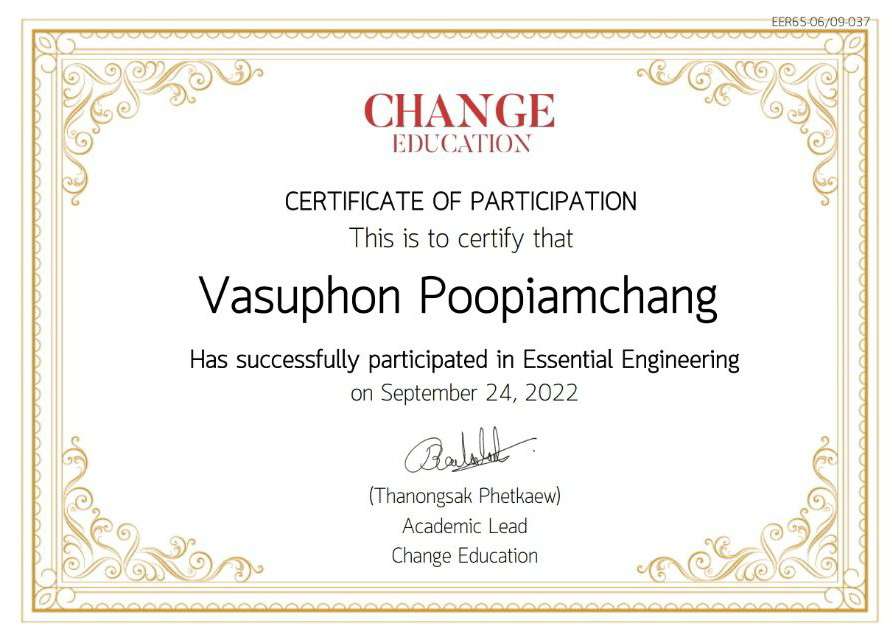 EER65-06/09-037
CHANGE
EDUCATION
CERTIFICATE OF PARTICIPATION
This is to certify that
Vasuphon Poopiamchang
Has successfully participated in Essential Engineering
on September 24, 2022
(Thanongsak Phetkaew)
Academic Lead
Change Education